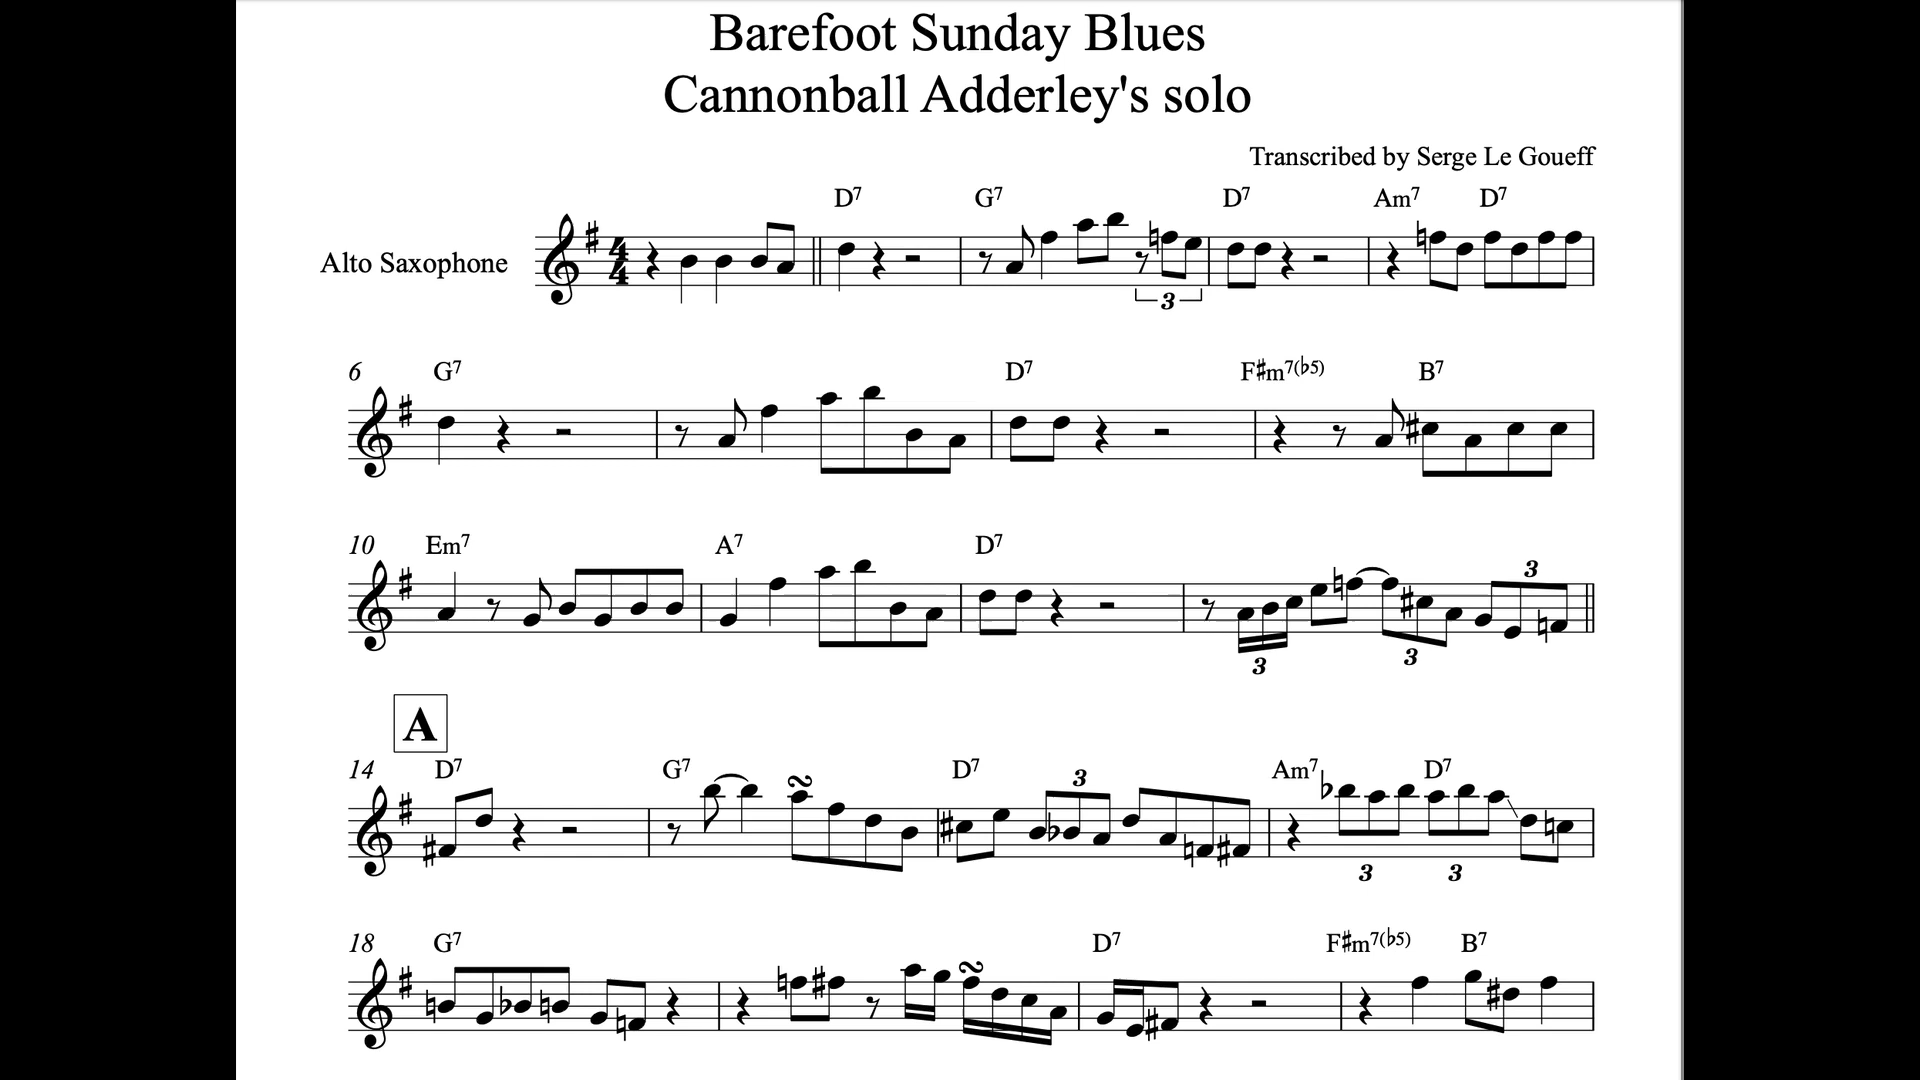 Barefoot Sunday Blues
Cannonball Adderley's solo
Transcribed by Serge Le Goueff
D7 G7 D7 Am7 D7
Alto Saxophone
4
4
3
6 G7 D7 F#m7(♭5) B7
10 Em7 A7 D7
3
3 3
A
14 D7 G7 D7 Am7 D7
3
3 3
18 G7 D7 F#m7(♭5) B7